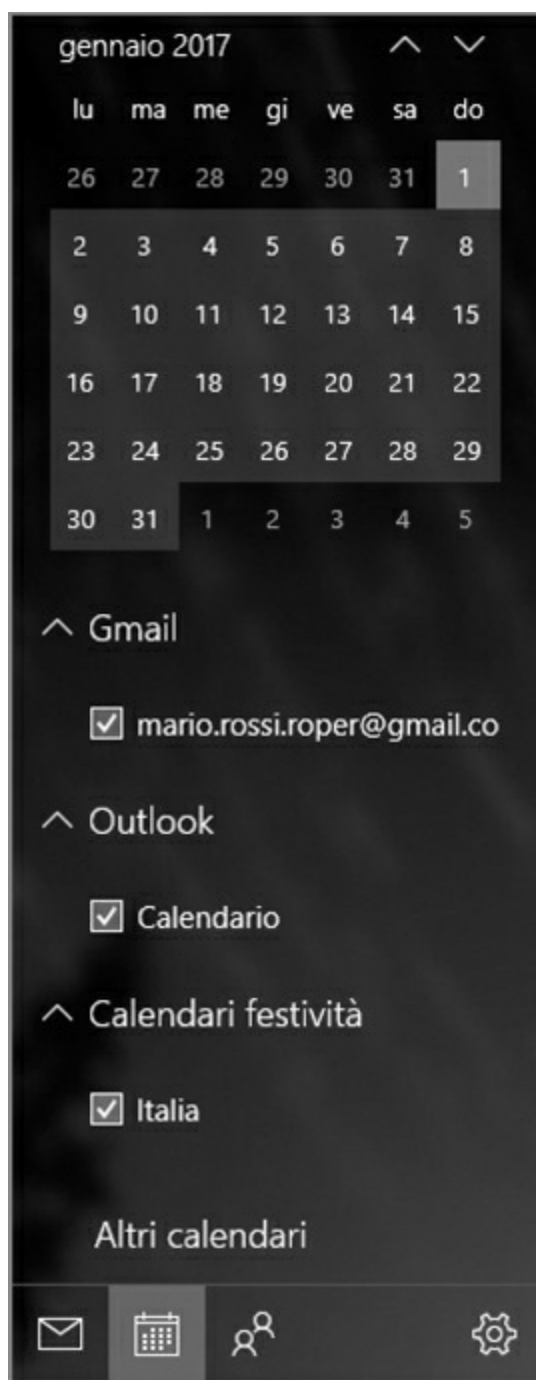 gennaio 2017
lu ma me gi ve sa do
26 27 28 29 30 31 1
2 3 4 5 6 7 8
9 10 11 12 13 14 15
16 17 18 19 20 21 22
23 24 25 26 27 28 29
30 31 1 2 3 4 5
Gmail
mario.rossi.roper@gmail.co
Outlook
Calendario
Calendari festività
Italia
Altri calendari